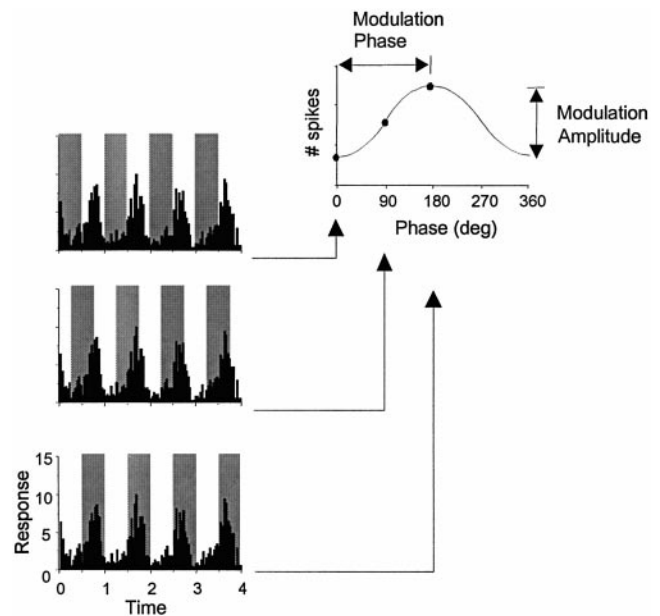 Modulation
Phase
# spikes
Modulation
Amplitude
0 90 180 270 360
Phase (deg)
15
10
5
0
Response
0 1 2 3 4
Time